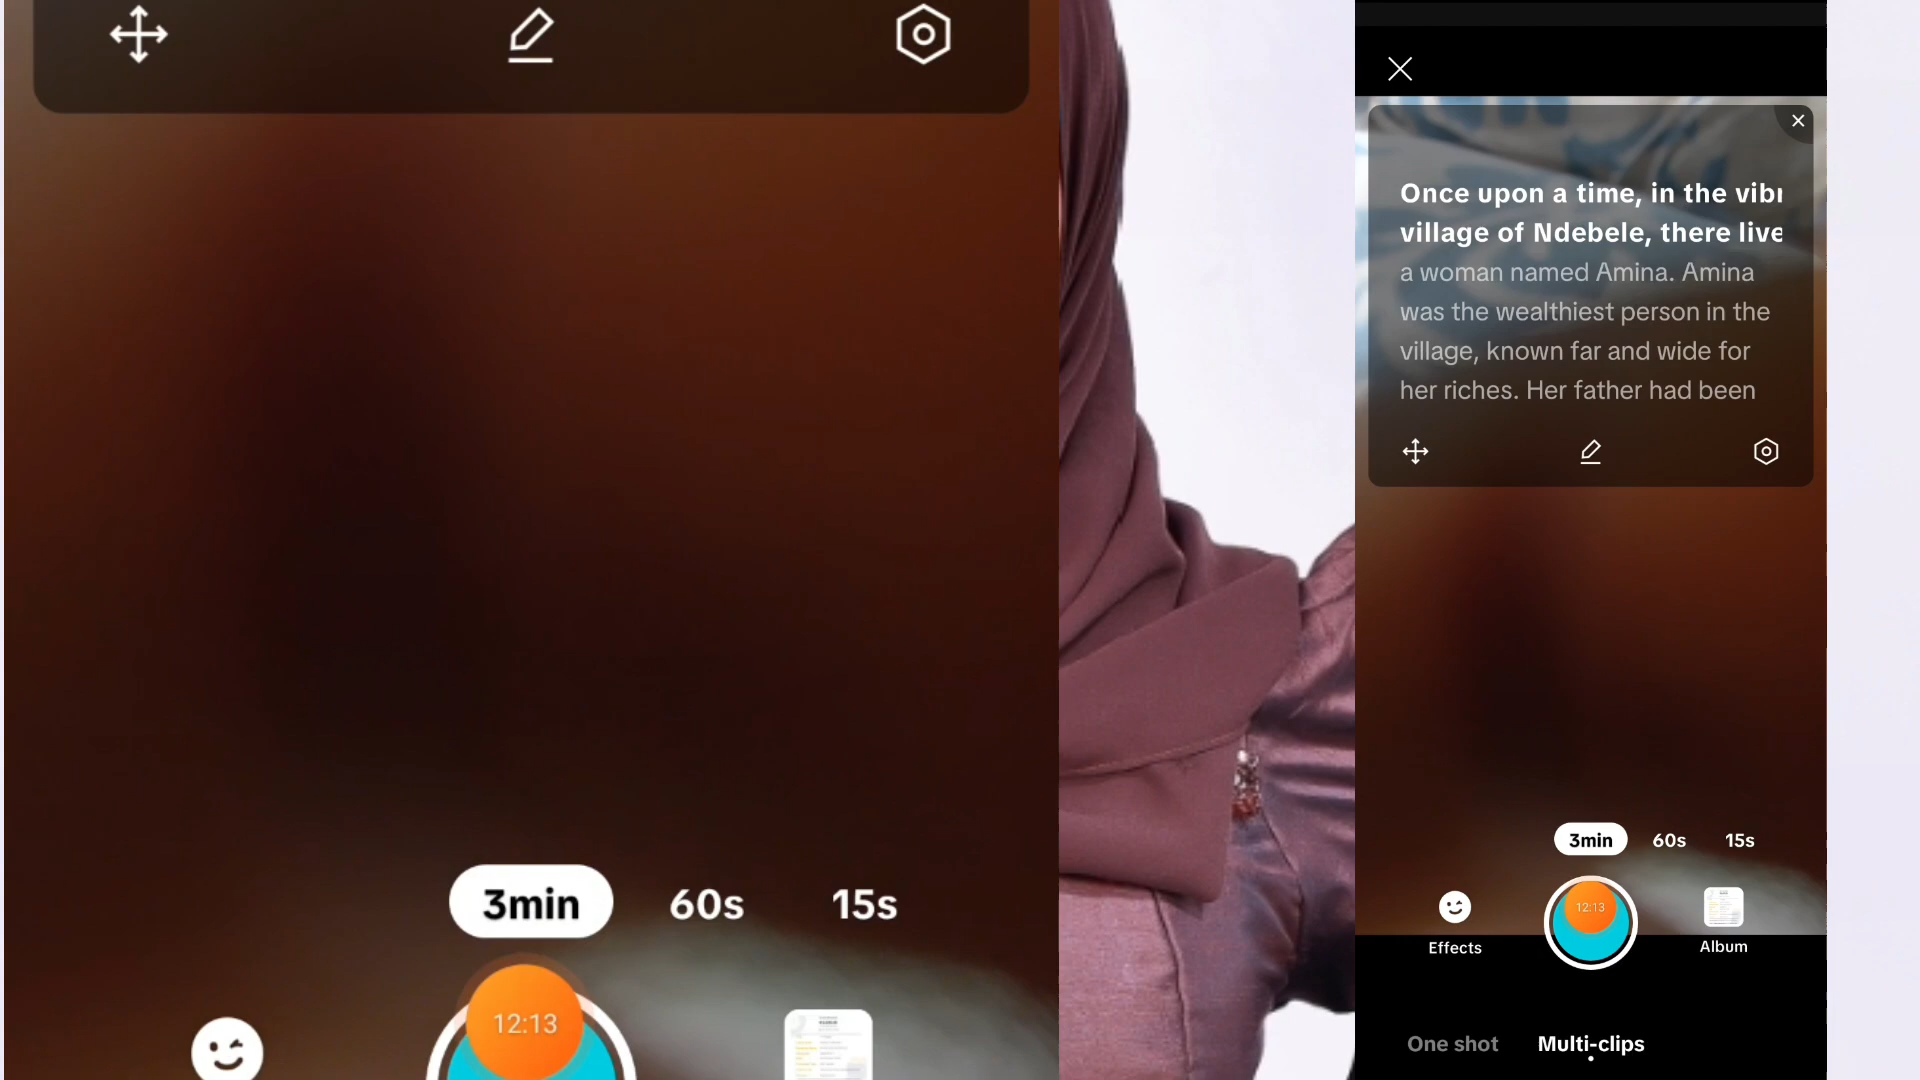 3min 60s 15s
12:13
Once upon a time, in the vibr
village of Ndebele, there live
a woman named Amina. Amina
was the wealthiest person in the
village, known far and wide for
her riches. Her father had been
3min 60s 15s
12:13
Effects
Album
One shot Multi-clips